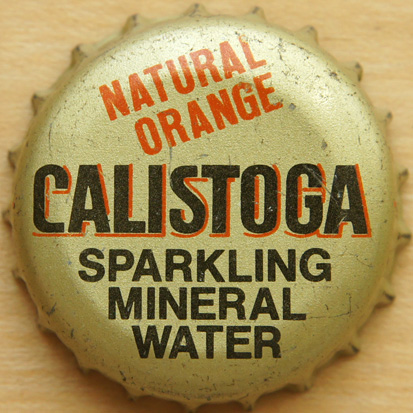 NATURAL
ORANGE
CALISTOGA
SPARKLING
MINERAL
WATER